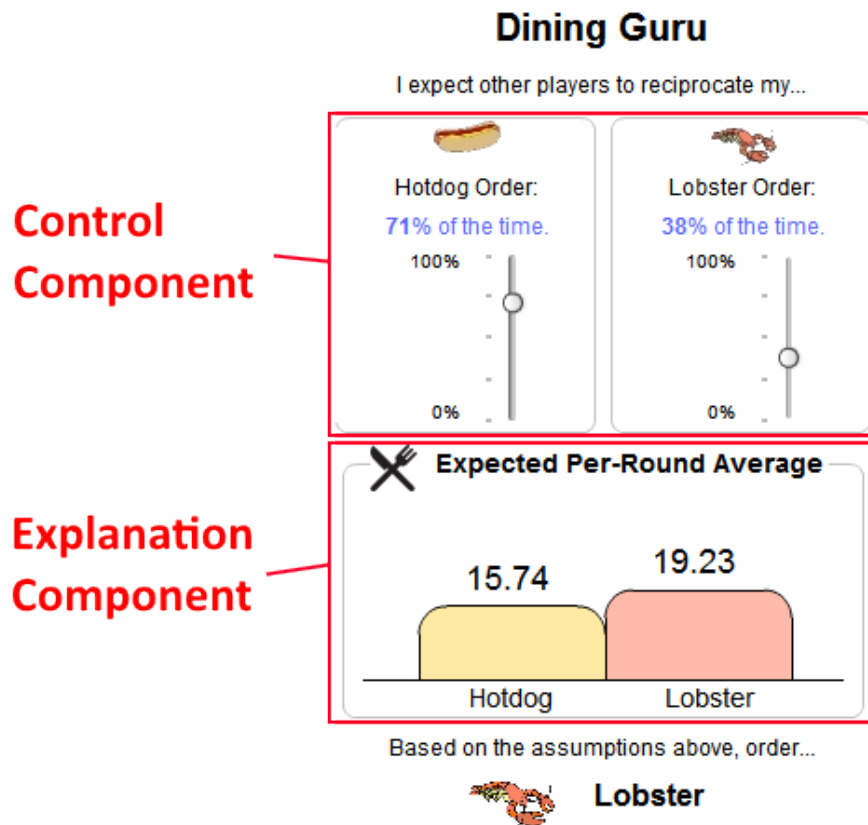 Dining Guru
I expect other players to reciprocate my...
Control
Component
Hotdog Order:
71% of the time.
100%
0%
Lobster Order:
38% of the time.
100%
0%
Explanation
Component
Expected Per-Round Average
15.74
19.23
Hotdog
Lobster
Based on the assumptions above, order...
Lobster